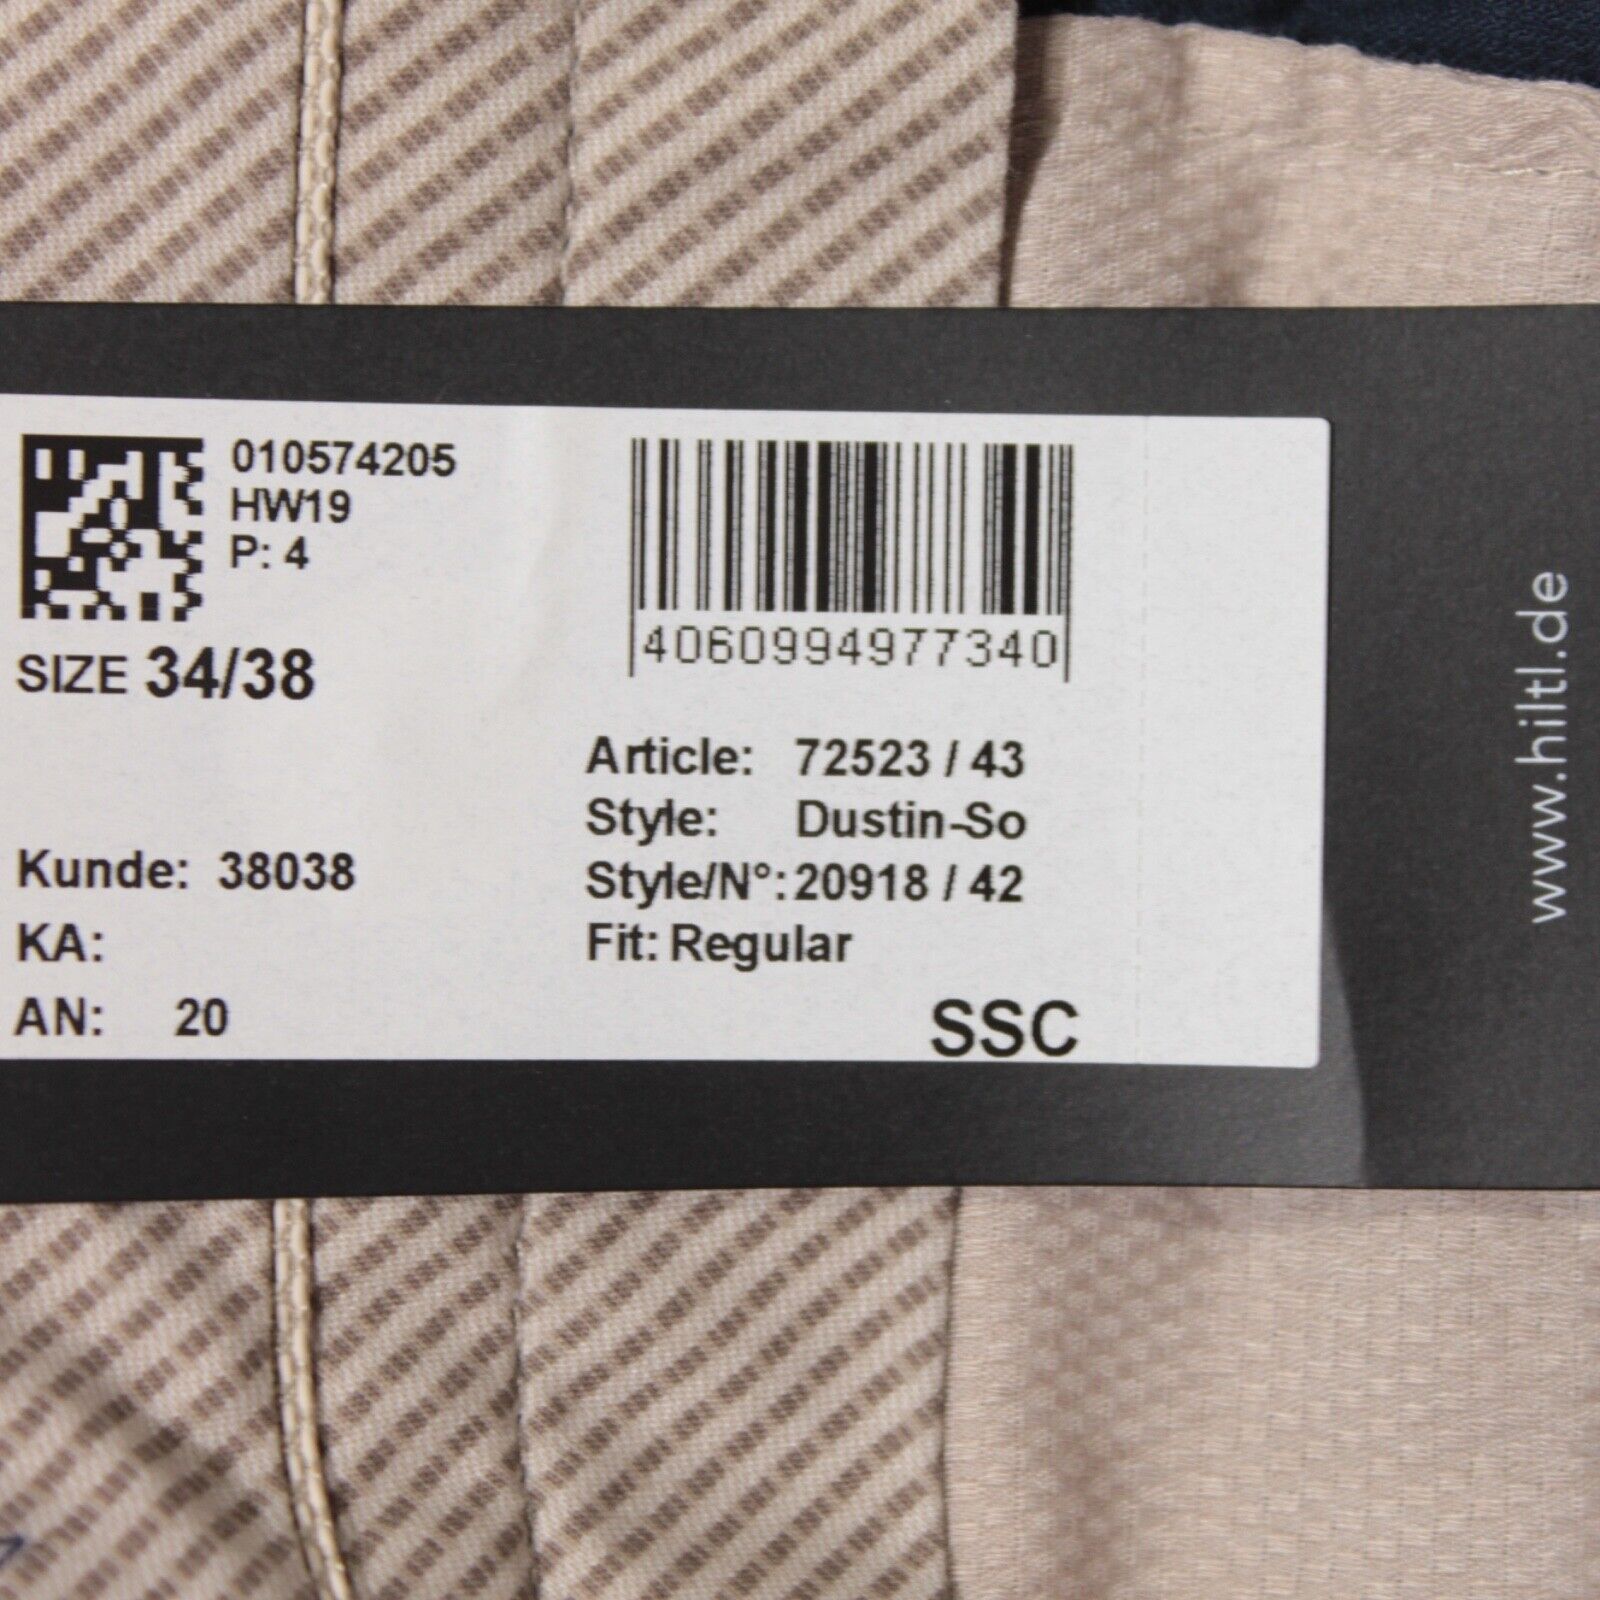 010574205
HW19
P: 4
SIZE 34/38
4060994977340
Article: 72523 / 43
Style: Dustin-So
Style/N°: 20918 / 42
Fit: Regular
Kunde: 38038
KA:
AN: 20
SSC
www.hiltl.de